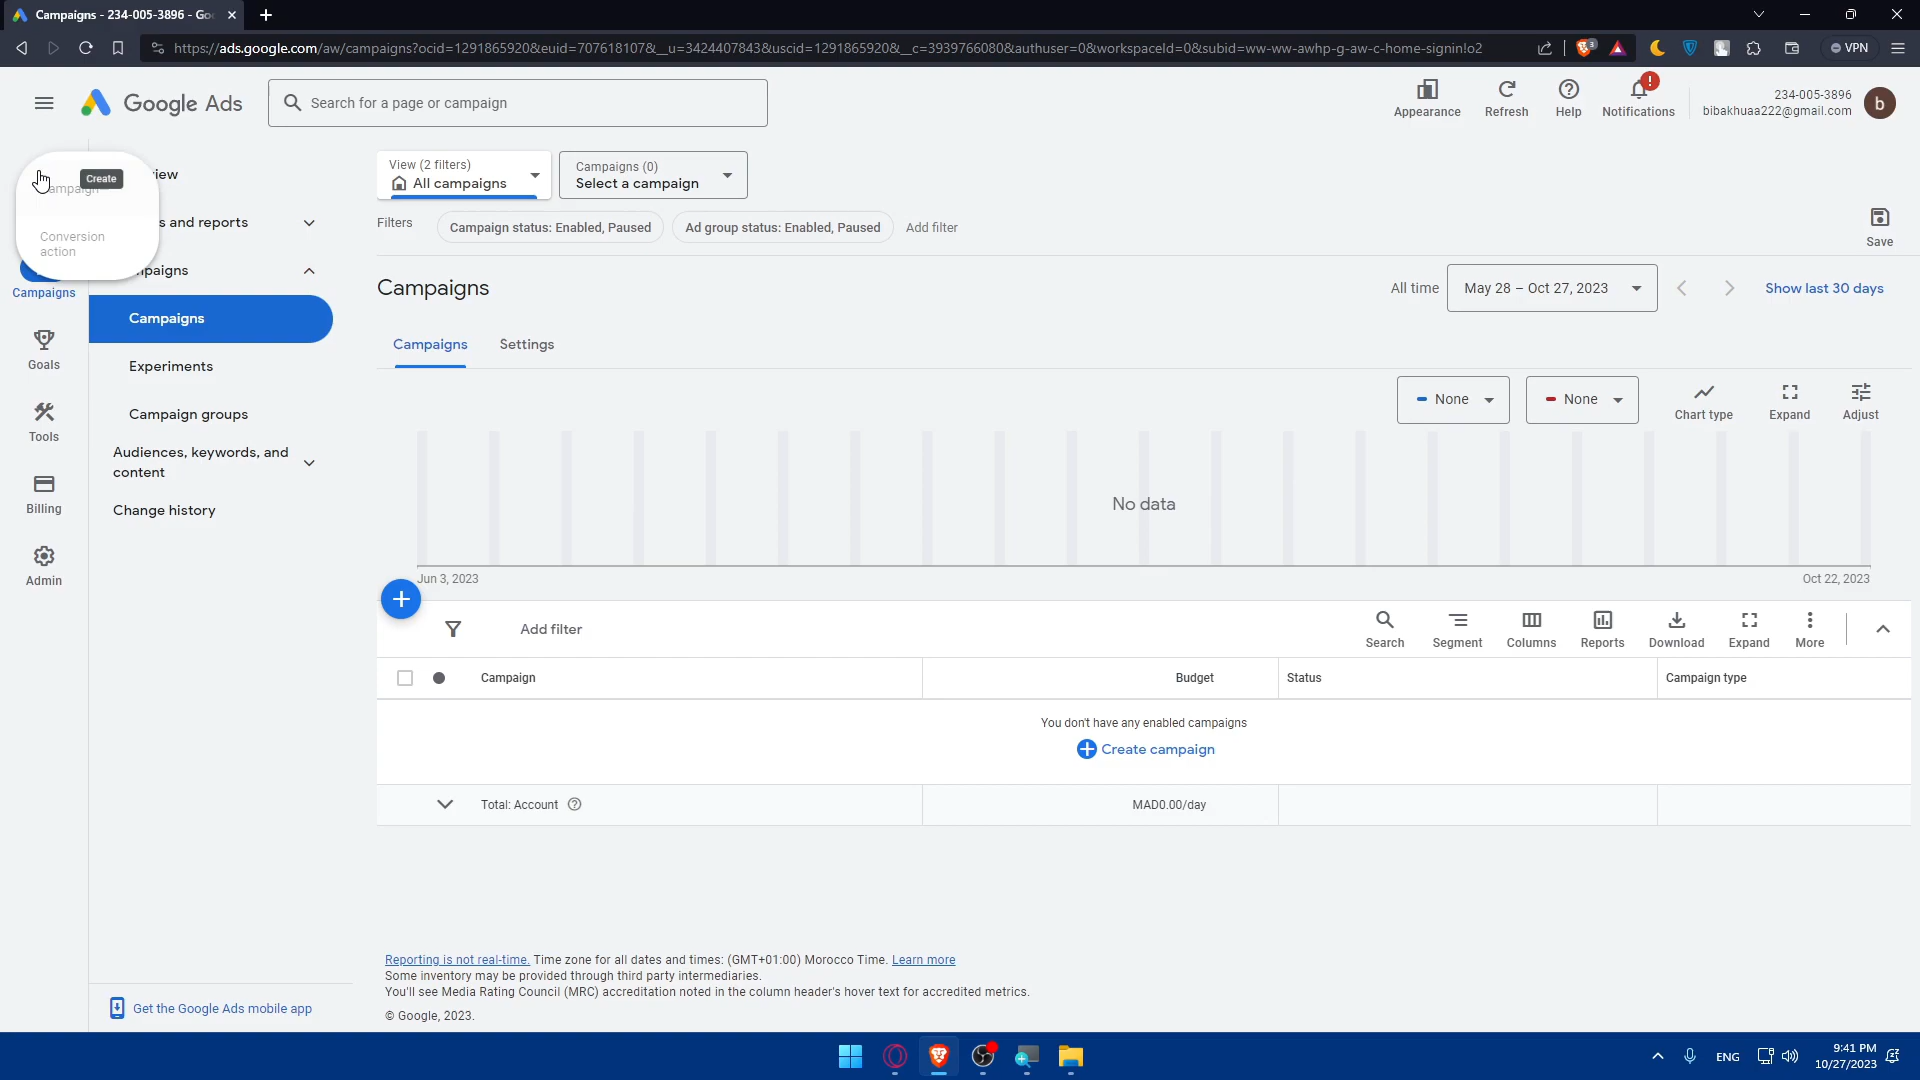 Campaigns - 234-005-3896 - Goo
https://ads.google.com/aw/campaigns?ocid=1291865920&euid=707618107&__u=3424407843&uscid=1291865920&__c=3939766080&authuser=0&workspaceId=0&subid=ww-ww-awhp-g-aw-c-home-signin!o2
3
VPN
Google Ads
Search for a page or campaign
Appearance
Refresh
Help
Notifications
!
234-005-3896
bibakhuaa222@gmail.com
b
Create
Conversion
action
Campaigns
Goals
Tools
Billing
Admin
s and reports
Campaigns
Experiments
Campaign groups
Audiences, keywords, and
content
Change history
Get the Google Ads mobile app
View (2 filters)
All campaigns
Campaigns (0)
Select a campaign
Filters
Campaign status: Enabled, Paused
Ad group status: Enabled, Paused
Add filter
Save
Campaigns
All time
May 28 – Oct 27, 2023
Show last 30 days
Campaigns
Settings
None
None
Chart type
Expand
Adjust
No data
Jun 3, 2023
Oct 22, 2023
Add filter
Search
Segment
Columns
Reports
Download
Expand
More
Campaign
Budget
Status
Campaign type
You don't have any enabled campaigns
Create campaign
Total: Account
MAD0.00/day
Reporting is not real-time. Time zone for all dates and times: (GMT+01:00) Morocco Time. Learn more
Some inventory may be provided through third party intermediaries.
You'll see Media Rating Council (MRC) accreditation noted in the column header's hover text for accredited metrics.
© Google, 2023.
ENG
9:41 PM
10/27/2023